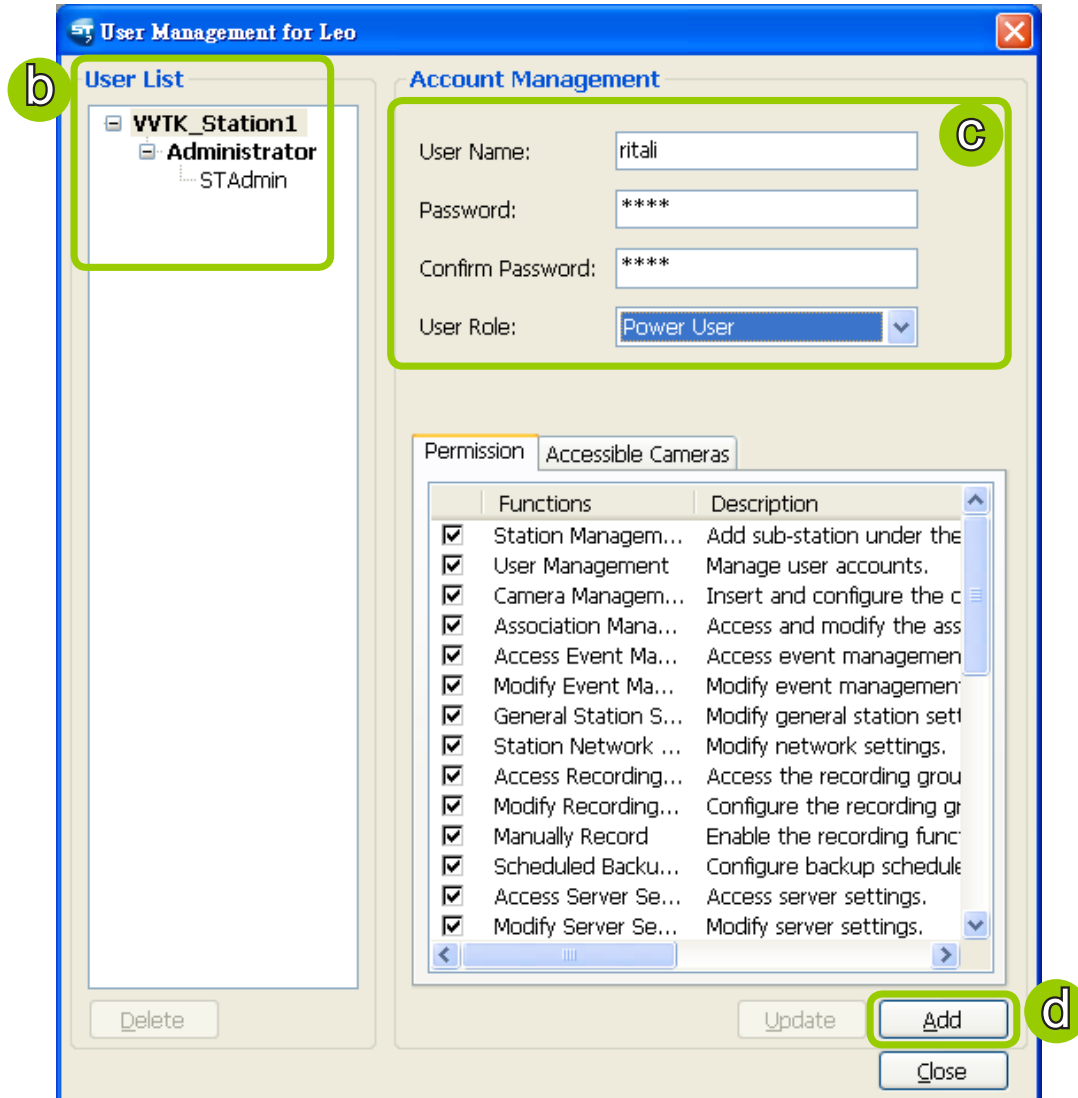 User Management for Leo
b
User List
VVTK_Station1
Administrator
STAdmin
Delete
Account Management
c
User Name: ritali
Password: ****
Confirm Password: ****
User Role: Power User
Permission Accessible Cameras
Functions Description
Station Managem... Add sub-station under the
User Management Manage user accounts.
Camera Managem... Insert and configure the c
Association Mana... Access and modify the ass
Access Event Ma... Access event managemen
Modify Event Ma... Modify event management
General Station S... Modify general station sett
Station Network ... Modify network settings.
Access Recording... Access the recording grou
Modify Recording... Configure the recording gr
Manually Record Enable the recording func
Scheduled Backu... Configure backup schedule
Access Server Se... Access server settings.
Modify Server Se... Modify server settings.
Update Add
d
Close